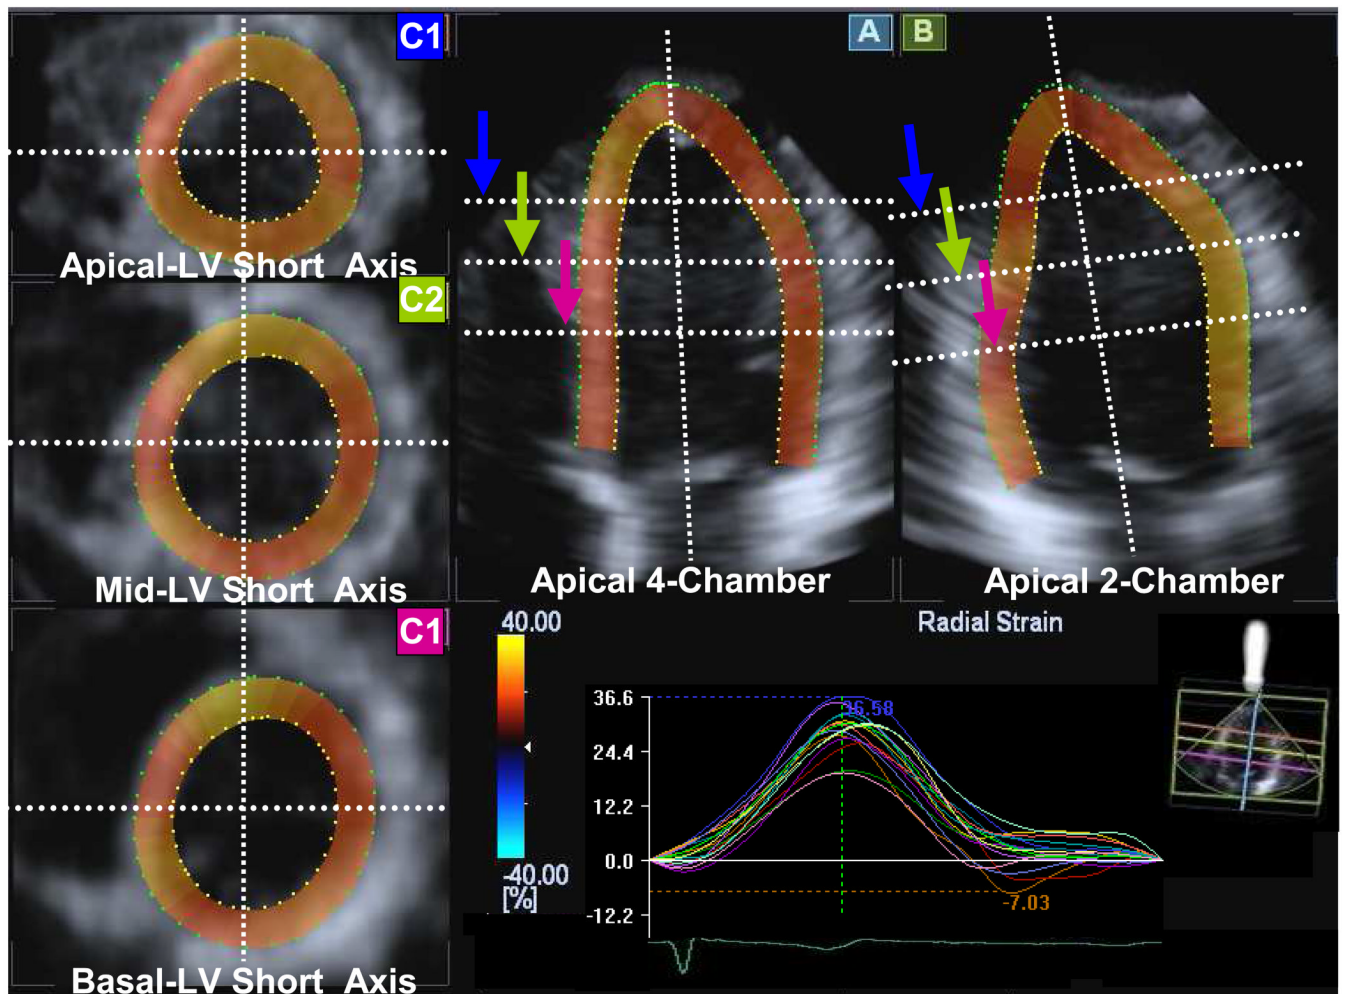 C1
Apical-LV Short Axis
C2
Mid-LV Short Axis
C1
Basal-LV Short Axis
A
B
Apical 4-Chamber
Apical 2-Chamber
40.00
-40.00
[%]
Radial Strain
36.6
36.58
24.4
12.2
0.0
-7.03
-12.2